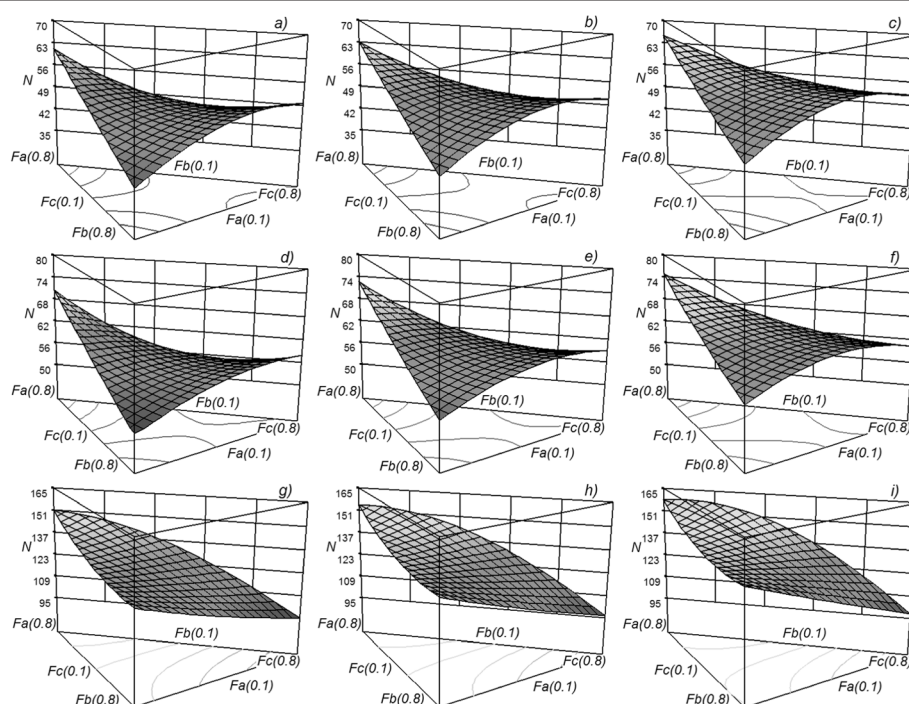 a)
70
63
56
N
49
42
35
Fa(0.8)
Fb(0.1)
Fc(0.8)
Fc(0.1)
Fa(0.1)
Fb(0.8)
b)
70
63
56
N
49
42
35
Fa(0.8)
Fb(0.1)
Fc(0.8)
Fc(0.1)
Fa(0.1)
Fb(0.8)
c)
70
63
56
N
49
42
35
Fa(0.8)
Fb(0.1)
Fc(0.8)
Fc(0.1)
Fa(0.1)
Fb(0.8)
d)
80
74
68
N
62
56
50
Fa(0.8)
Fb(0.1)
Fc(0.8)
Fc(0.1)
Fa(0.1)
Fb(0.8)
e)
80
74
68
N
62
56
50
Fa(0.8)
Fb(0.1)
Fc(0.8)
Fc(0.1)
Fa(0.1)
Fb(0.8)
f)
80
74
68
N
62
56
50
Fa(0.8)
Fb(0.1)
Fc(0.8)
Fc(0.1)
Fa(0.1)
Fb(0.8)
g)
165
151
137
N
123
109
95
Fa(0.8)
Fb(0.1)
Fc(0.8)
Fc(0.1)
Fa(0.1)
Fb(0.8)
h)
165
151
137
N
123
109
95
Fa(0.8)
Fb(0.1)
Fc(0.8)
Fc(0.1)
Fa(0.1)
Fb(0.8)
i)
165
151
137
N
123
109
95
Fa(0.8)
Fb(0.1)
Fc(0.8)
Fc(0.1)
Fa(0.1)
Fb(0.8)